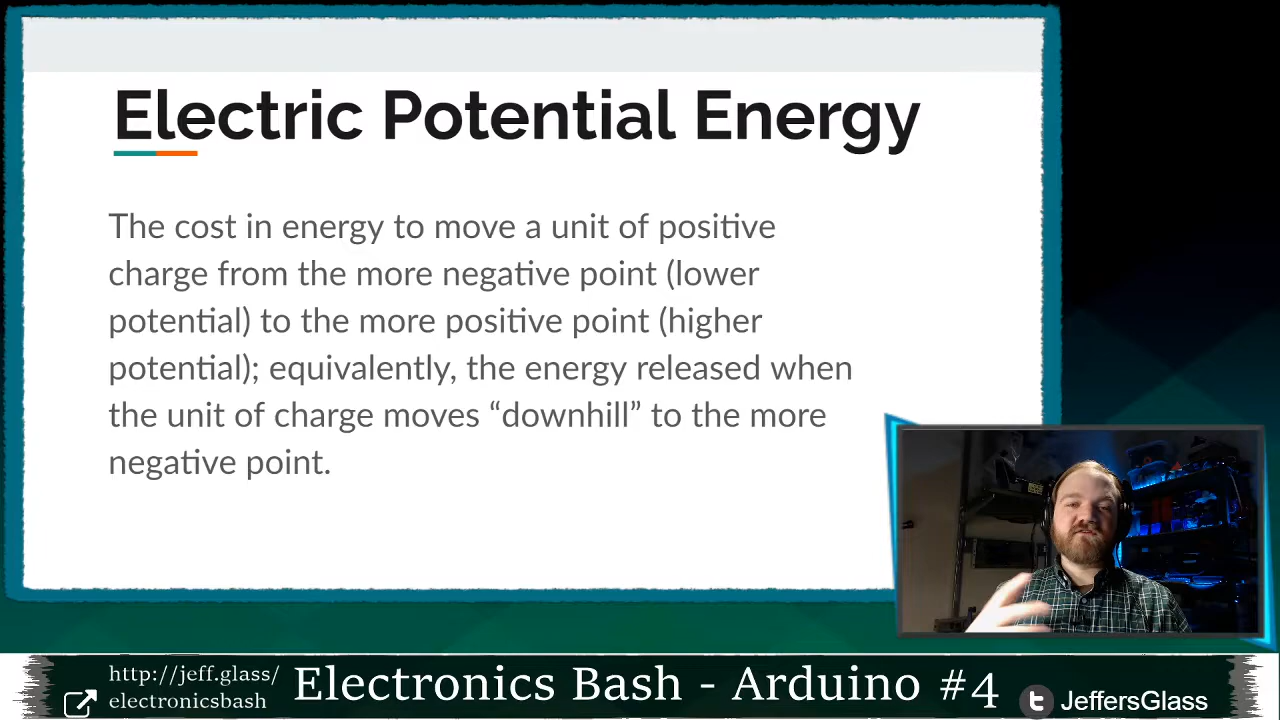 Electric Potential Energy
The cost in energy to move a unit of positive
charge from the more negative point (lower
potential) to the more positive point (higher
potential); equivalently, the energy released when
the unit of charge moves “downhill” to the more
negative point.
http://jeff.glass/
electronicsbash
Electronics Bash - Arduino #4
JeffersGlass